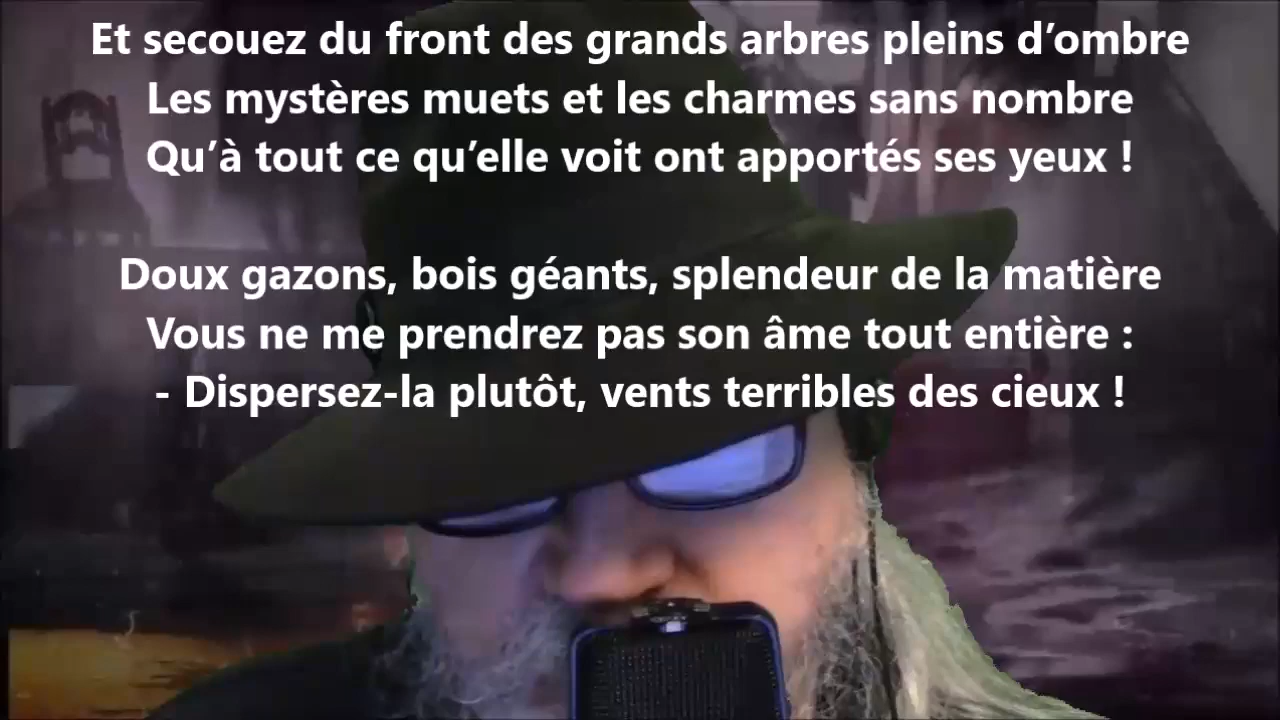 Et secouez du front des grands arbres pleins d’ombre
Les mystères muets et les charmes sans nombre
Qu’à tout ce qu’elle voit ont apportés ses yeux !
Doux gazons, bois géants, splendeur de la matière
Vous ne me prendrez pas son âme tout entière :
- Dispersez-la plutôt, vents terribles des cieux !